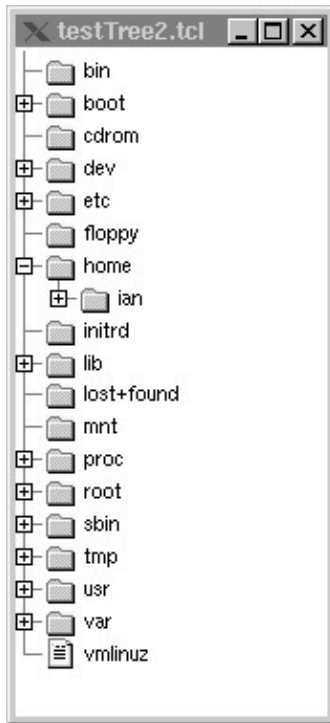 testTree2.tcl
bin
boot
cdrom
dev
etc
floppy
home
ian
initrd
lib
lost+found
mnt
proc
root
sbin
tmp
usr
var
vmlinuz